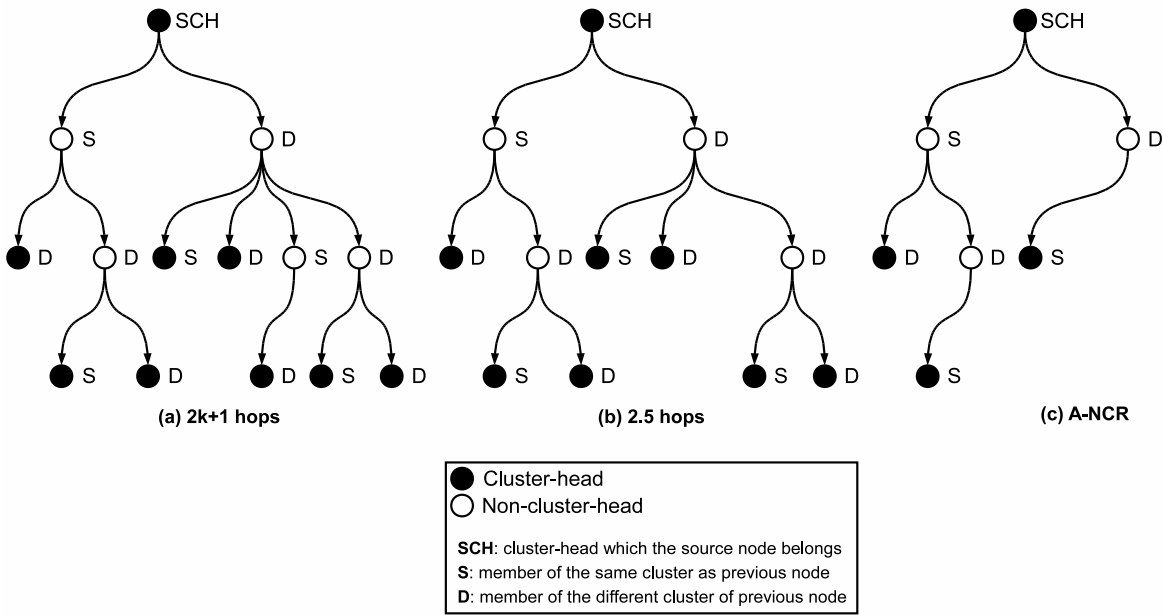 SCH SCH SCH
S D S D S D
D D S D S D D D S D D D D S
S D D S D S D S D S
(a) 2k+1 hops (b) 2.5 hops (c) A-NCR
Cluster-head
Non-cluster-head
SCH: cluster-head which the source node belongs
S: member of the same cluster as previous node
D: member of the different cluster of previous node